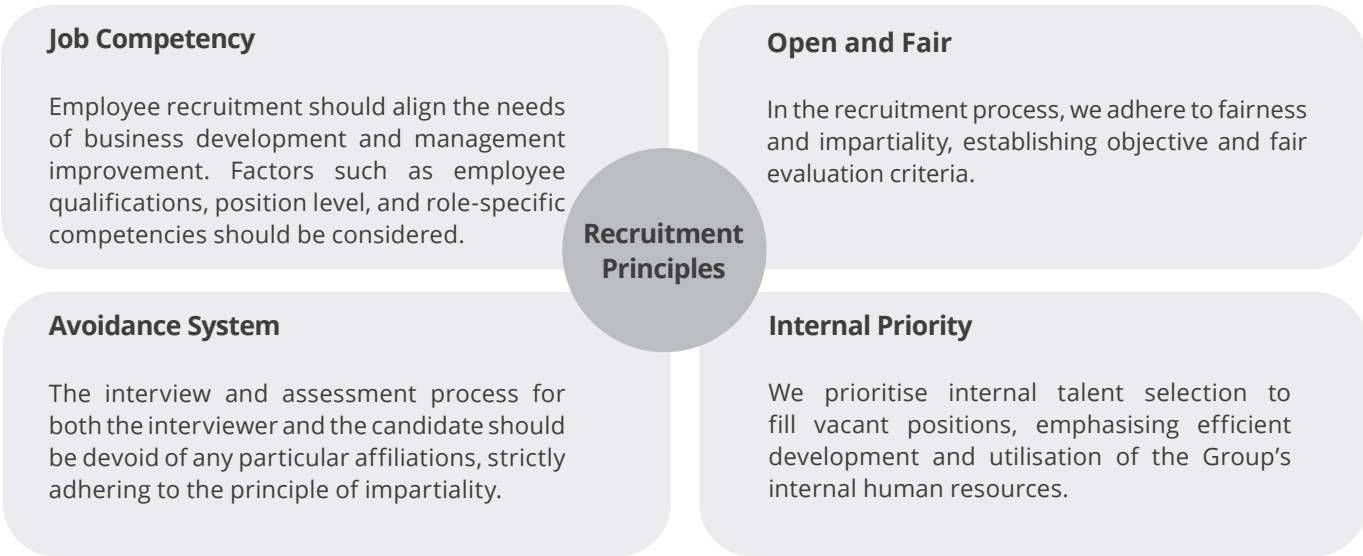 Job Competency
Employee recruitment should align the needs
of business development and management
improvement. Factors such as employee
qualifications, position level, and role-specific
competencies should be considered.
Open and Fair
In the recruitment process, we adhere to fairness
and impartiality, establishing objective and fair
evaluation criteria.
Recruitment
Principles
Avoidance System
The interview and assessment process for
both the interviewer and the candidate should
be devoid of any particular affiliations, strictly
adhering to the principle of impartiality.
Internal Priority
We prioritise internal talent selection to
fill vacant positions, emphasising efficient
development and utilisation of the Group’s
internal human resources.